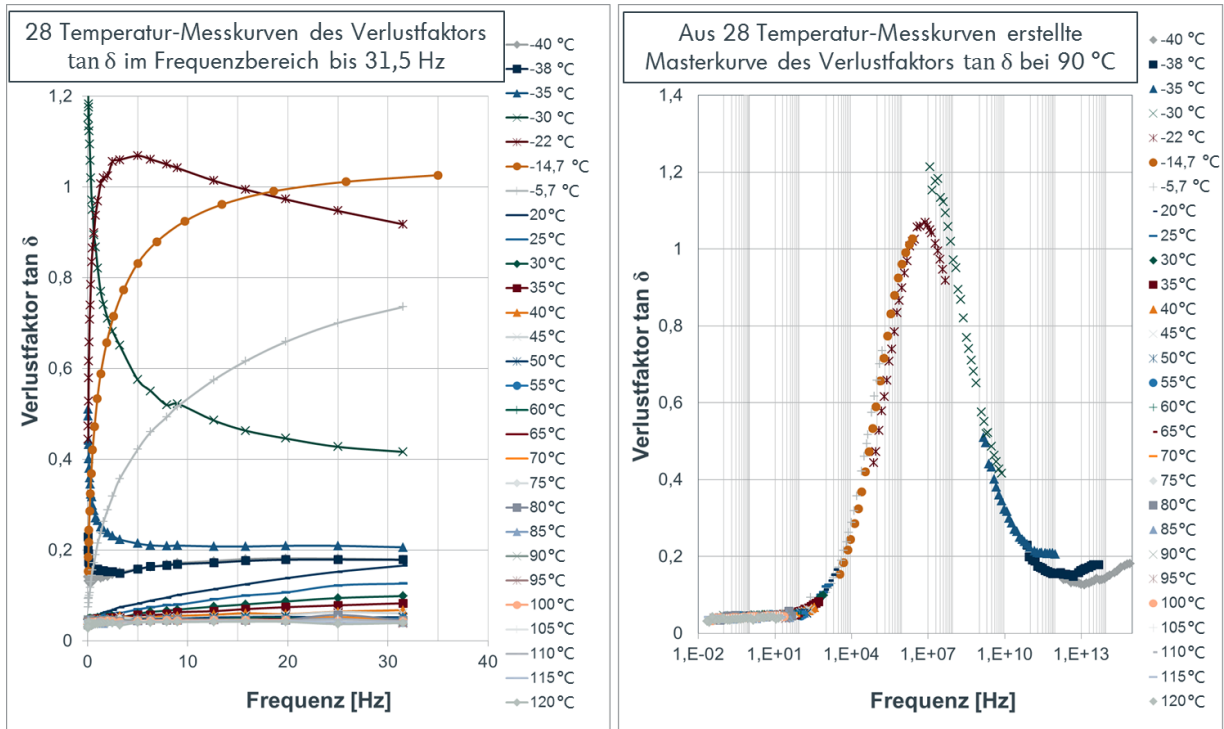 28 Temperatur-Messkurven des Verlustfaktors
tan δ im Frequenzbereich bis 31,5 Hz
Verlustfaktor tan δ
1,2
1
0,8
0,6
0,4
0,2
0
0
10
20
30
40
Frequenz [Hz]
-40 °C
-38 °C
-35 °C
-30 °C
-22 °C
-14,7 °C
-5,7 °C
20°C
25°C
30°C
35°C
40°C
45°C
50°C
55°C
60°C
65°C
70°C
75°C
80°C
85°C
90°C
95°C
100°C
105°C
110°C
115°C
120°C
Aus 28 Temperatur-Messkurven erstellte
Masterkurve des Verlustfaktors tan δ bei 90 °C
Verlustfaktor tan δ
1,4
1,2
1
0,8
0,6
0,4
0,2
0
1,E-02
1,E+01
1,E+04
1,E+07
1,E+10
1,E+13
Frequenz [Hz]
-40 °C
-38 °C
-35 °C
-30 °C
-22 °C
-14,7 °C
-5,7 °C
20°C
25°C
30°C
35°C
40°C
45°C
50°C
55°C
60°C
65°C
70°C
75°C
80°C
85°C
90°C
95°C
100°C
105°C
110°C
115°C
120°C